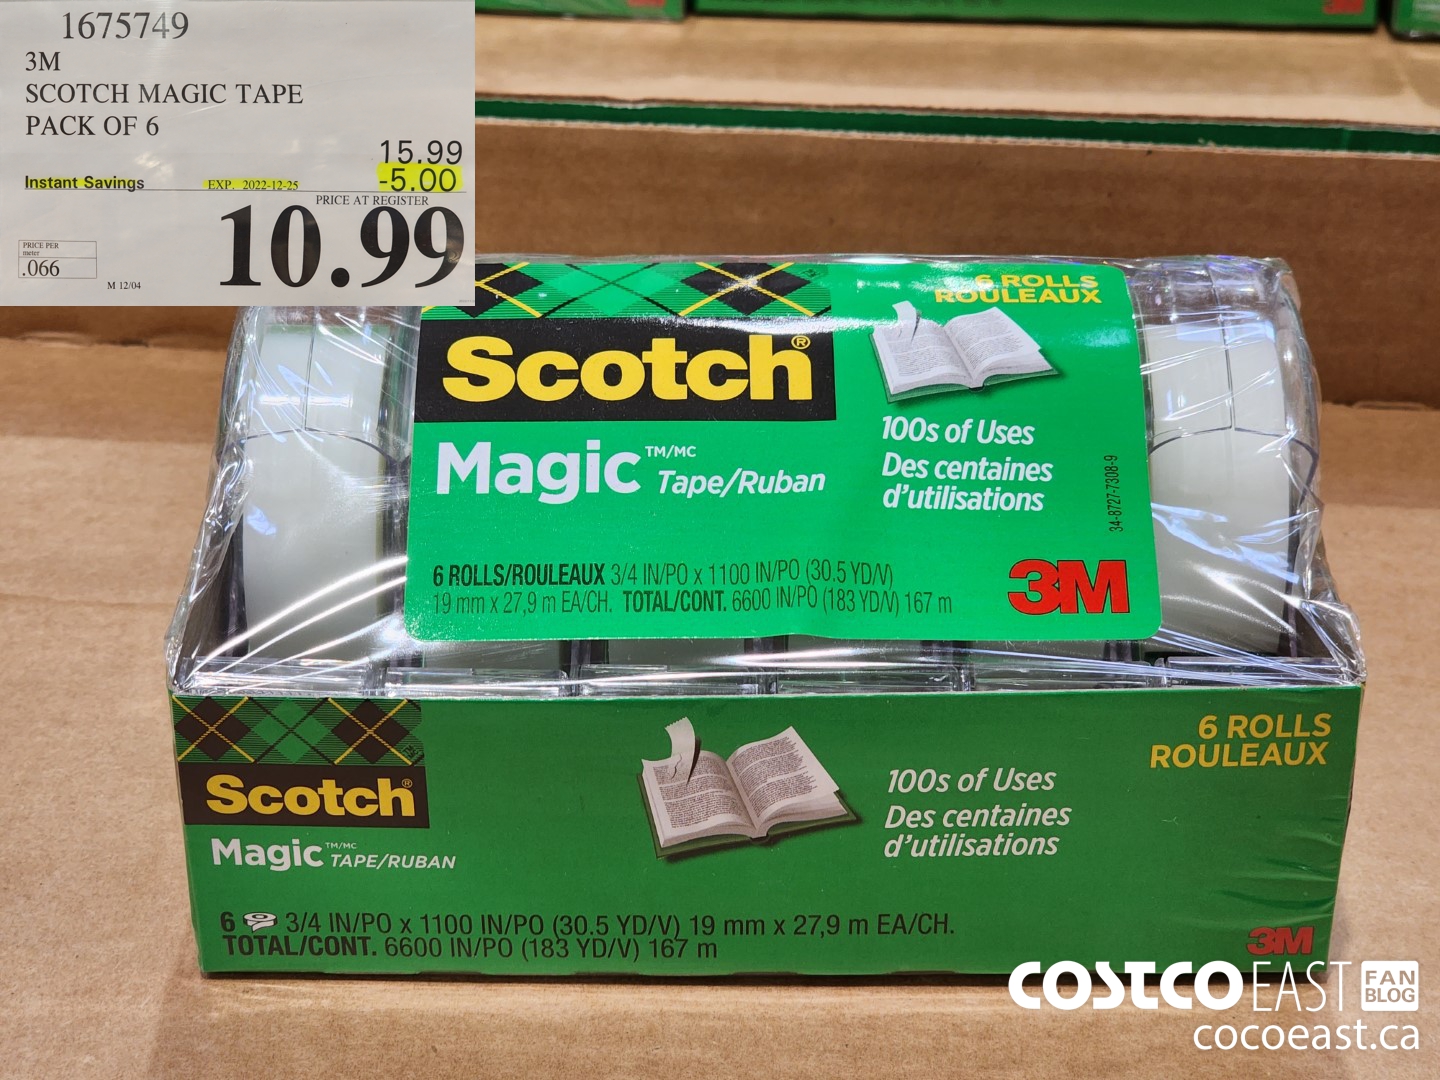 1675749
3M
SCOTCH MAGIC TAPE
PACK OF 6
15.99
Instant Savings EXP. 2022-12-25 -5.00
PRICE AT REGISTER
10.99
PRICE PER
meter
.066
M 12/04
6 ROLLS
ROULEAUX
Scotch®
Magic TM/MC Tape/Ruban
100s of Uses
Des centaines
d'utilisations
34-8727-7308-9
6 ROLLS/ROULEAUX 3/4 IN/PO x 1100 IN/PO (30.5 YD/V)
19 mm x 27,9 m EA/CH. TOTAL/CONT. 6600 IN/PO (183 YD/V) 167 m
3M
Scotch®
Magic TM/MC TAPE/RUBAN
100s of Uses
Des centaines
d'utilisations
6 ROLLS
ROULEAUX
6 3/4 IN/PO x 1100 IN/PO (30.5 YD/V) 19 mm x 27,9 m EA/CH.
TOTAL/CONT. 6600 IN/PO (183 YD/V) 167 m
3M
COSTCO EAST FAN BLOG
cocoeast.ca